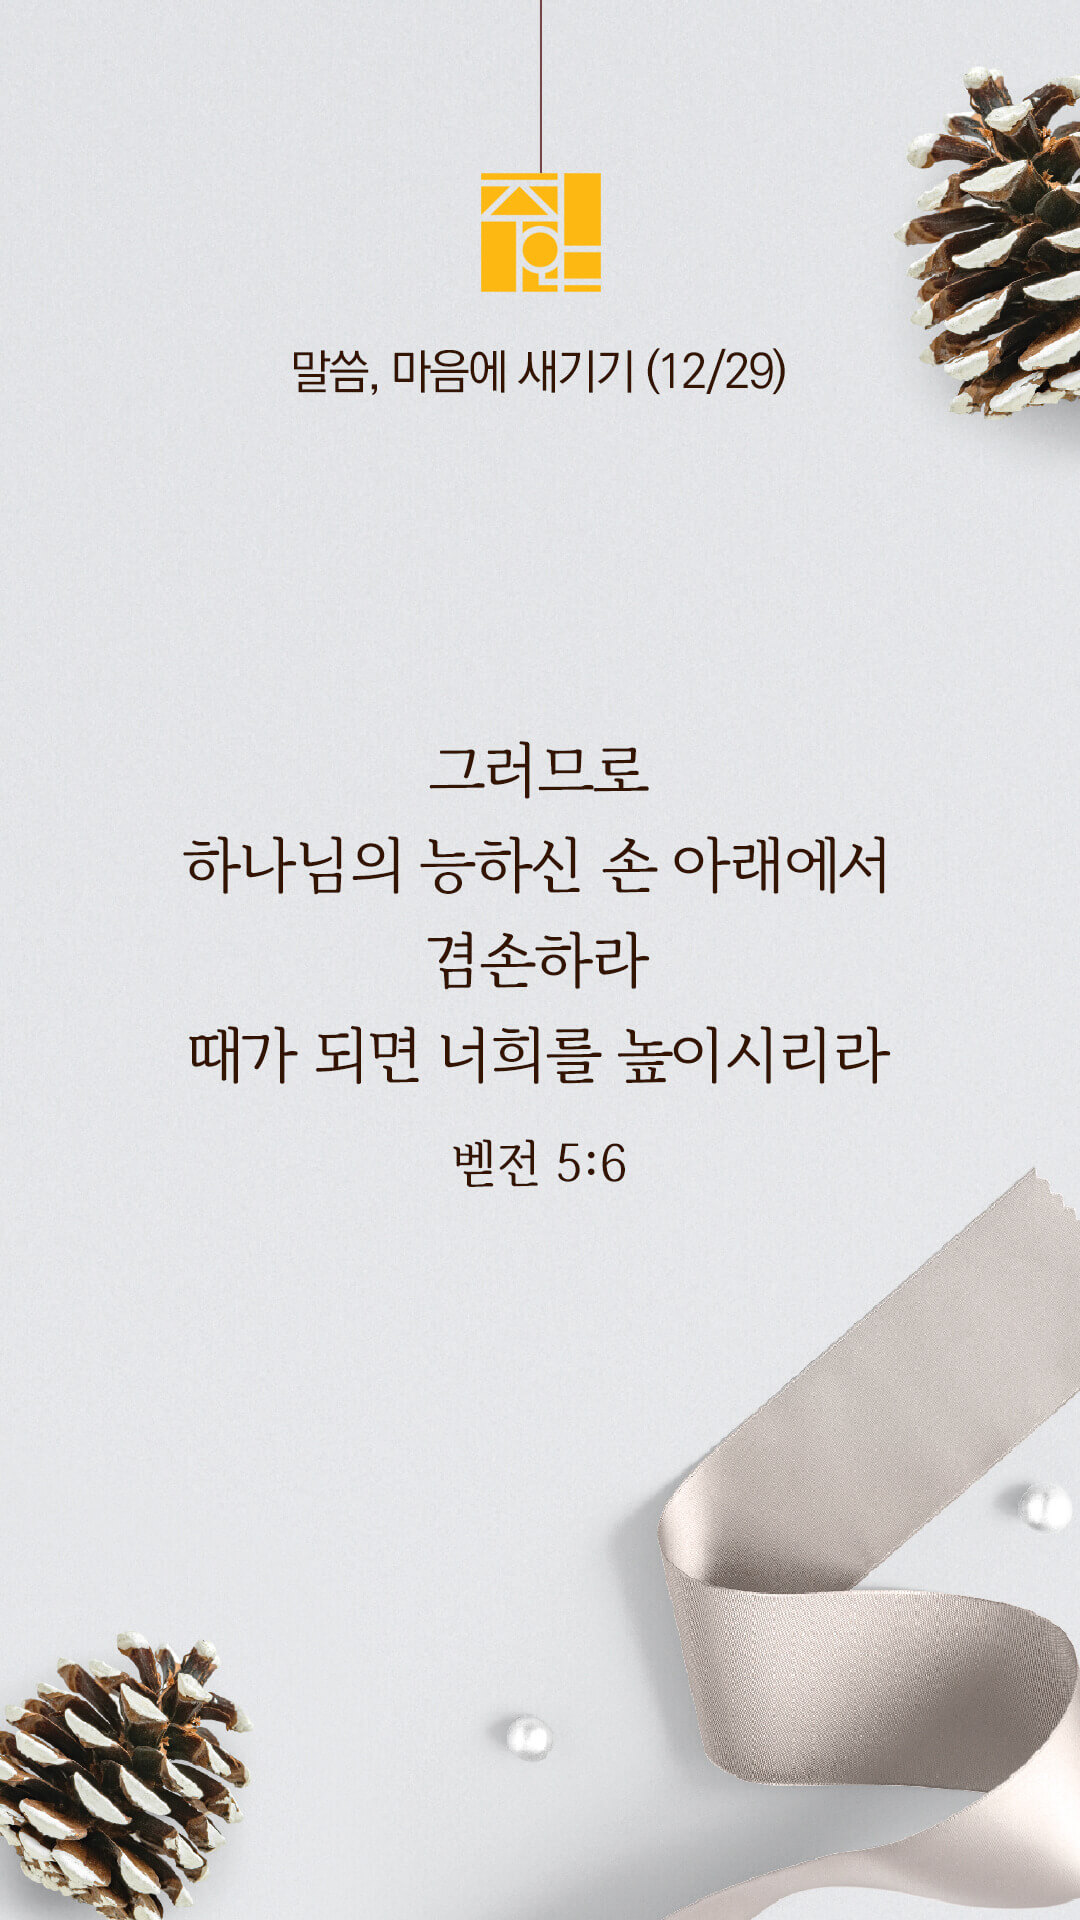 말씀, 마음에 새기기 (12/29)
그러므로
하나님의 능하신 손 아래에서
겸손하라
때가 되면 너희를 높이시리라
벧전 5:6